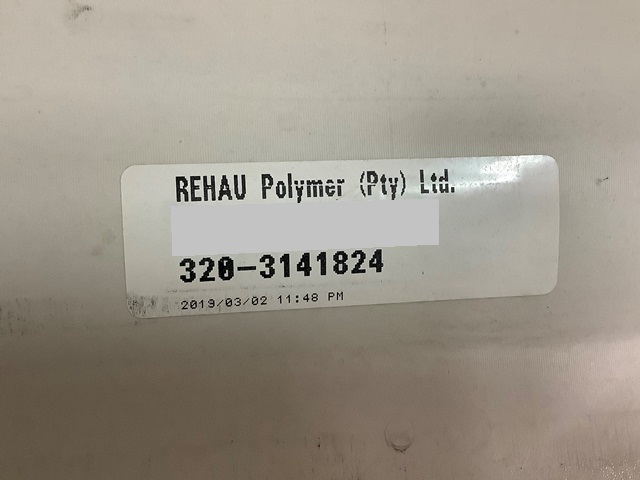 REHAU Polymer (Pty) Ltd.
320-3141824
2019/03/02 11:48 PM